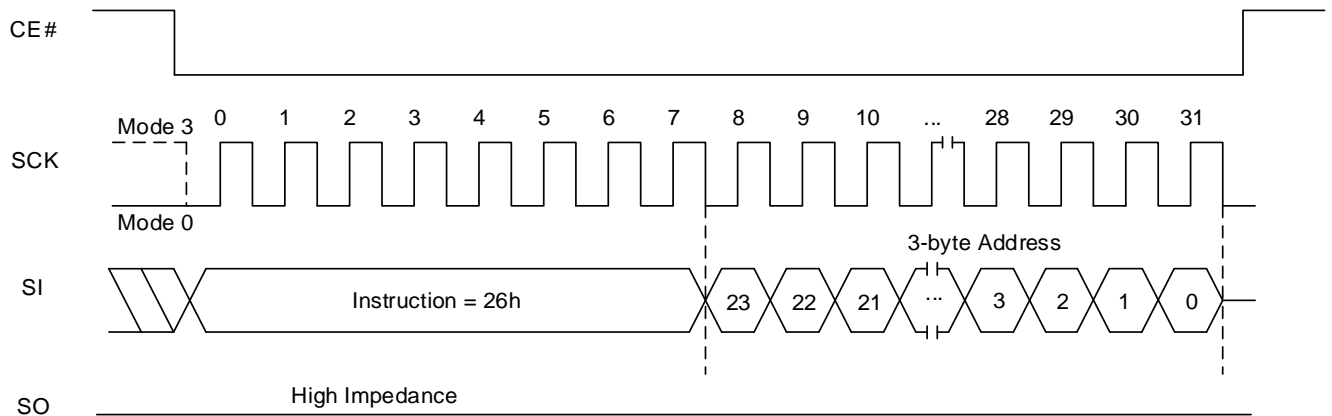 CE#
Mode 3
0 1 2 3 4 5 6 7 8 9 10 ... 28 29 30 31
SCK
Mode 0
3-byte Address
SI
Instruction = 26h
23 22 21 ... 3 2 1 0
SO
High Impedance